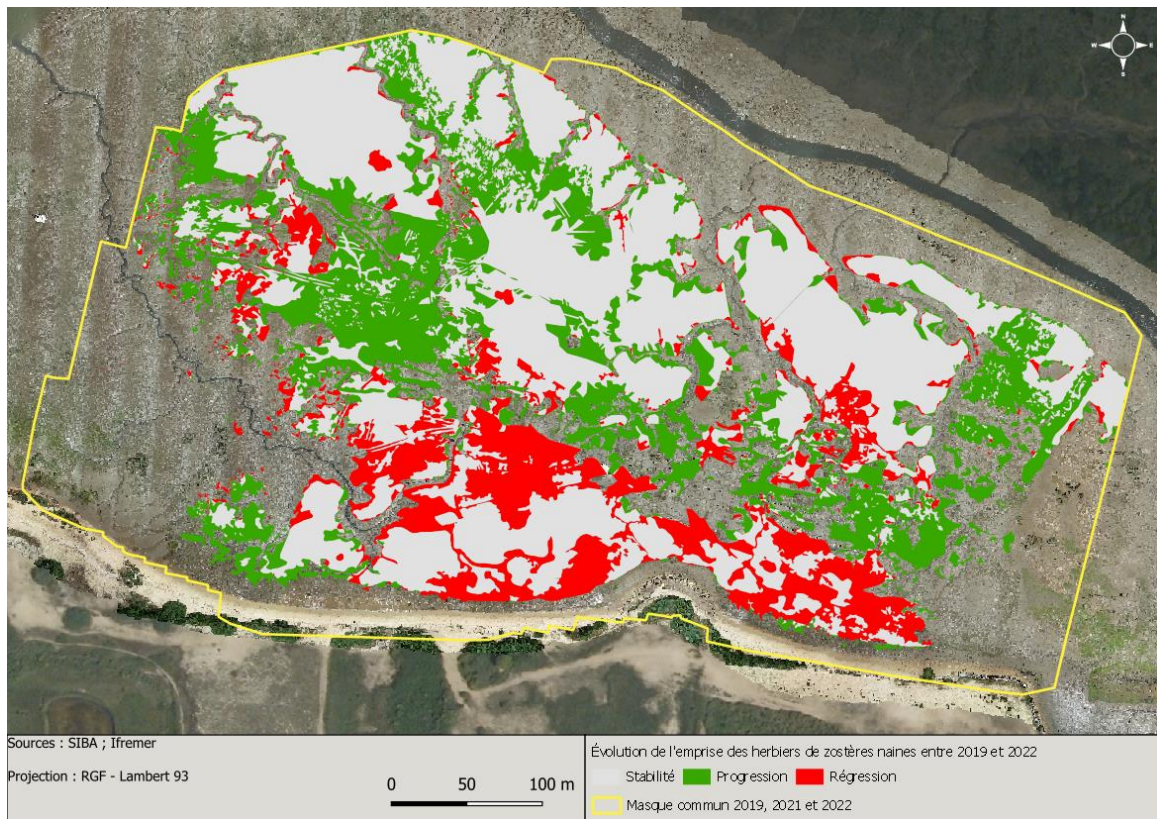 N
W E
S
Sources : SIBA ; Ifremer
Projection : RGF - Lambert 93
0 50 100 m
Évolution de l'emprise des herbiers de zostères naines entre 2019 et 2022
Stabilité Progression Régression
Masque commun 2019, 2021 et 2022